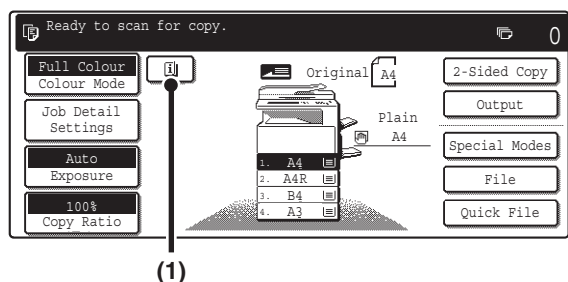 Ready to scan for copy.
0
Full Colour
Colour Mode
Job Detail
Settings
Auto
Exposure
100%
Copy Ratio
Original A4
Plain
A4
1. A4
2. A4R
3. B4
4. A3
2-Sided Copy
Output
Special Modes
File
Quick File
(1)